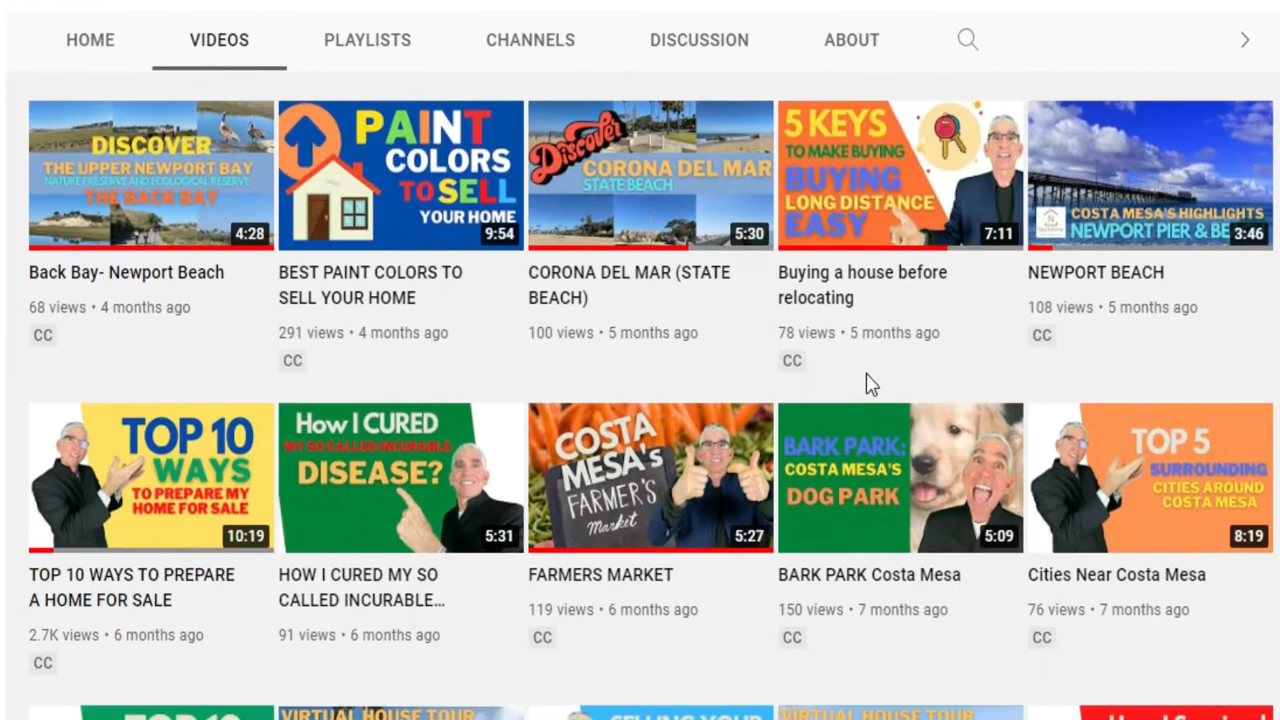 HOME VIDEOS PLAYLISTS CHANNELS DISCUSSION ABOUT
DISCOVER
THE UPPER NEWPORT BAY
NATURE PRESERVE AND ECOLOGICAL RESERVE
THE BACK BAY
4:28
PAINT
COLORS
TO SELL
YOUR HOME
9:54
Discover
CORONA DEL MAR
STATE BEACH
5:30
5 KEYS
TO MAKE BUYING
BUYING
LONG DISTANCE
EASY
7:11
COSTA MESA'S HIGHLIGHTS
NEWPORT PIER & BE
3:46
Back Bay- Newport Beach
68 views • 4 months ago
CC
BEST PAINT COLORS TO
SELL YOUR HOME
291 views • 4 months ago
CC
CORONA DEL MAR (STATE
BEACH)
100 views • 5 months ago
Buying a house before
relocating
78 views • 5 months ago
CC
NEWPORT BEACH
108 views • 5 months ago
CC
TOP 10
WAYS
TO PREPARE MY
HOME FOR SALE
10:19
How I CURED
MY SO CALLED INCURABLE
DISEASE?
5:31
COSTA
MESA'S
FARMER'S
Market
5:27
BARK PARK:
COSTA MESA'S
DOG PARK
5:09
TOP 5
SURROUNDING
CITIES AROUND
COSTA MESA
8:19
TOP 10 WAYS TO PREPARE
A HOME FOR SALE
2.7K views • 6 months ago
CC
HOW I CURED MY SO
CALLED INCURABLE...
91 views • 6 months ago
FARMERS MARKET
119 views • 6 months ago
CC
BARK PARK Costa Mesa
150 views • 7 months ago
CC
Cities Near Costa Mesa
76 views • 7 months ago
CC
TOP 10
VIRTUAL HOUSE TOUR
SELLING YOUR
VIRTUAL HOUSE TOUR